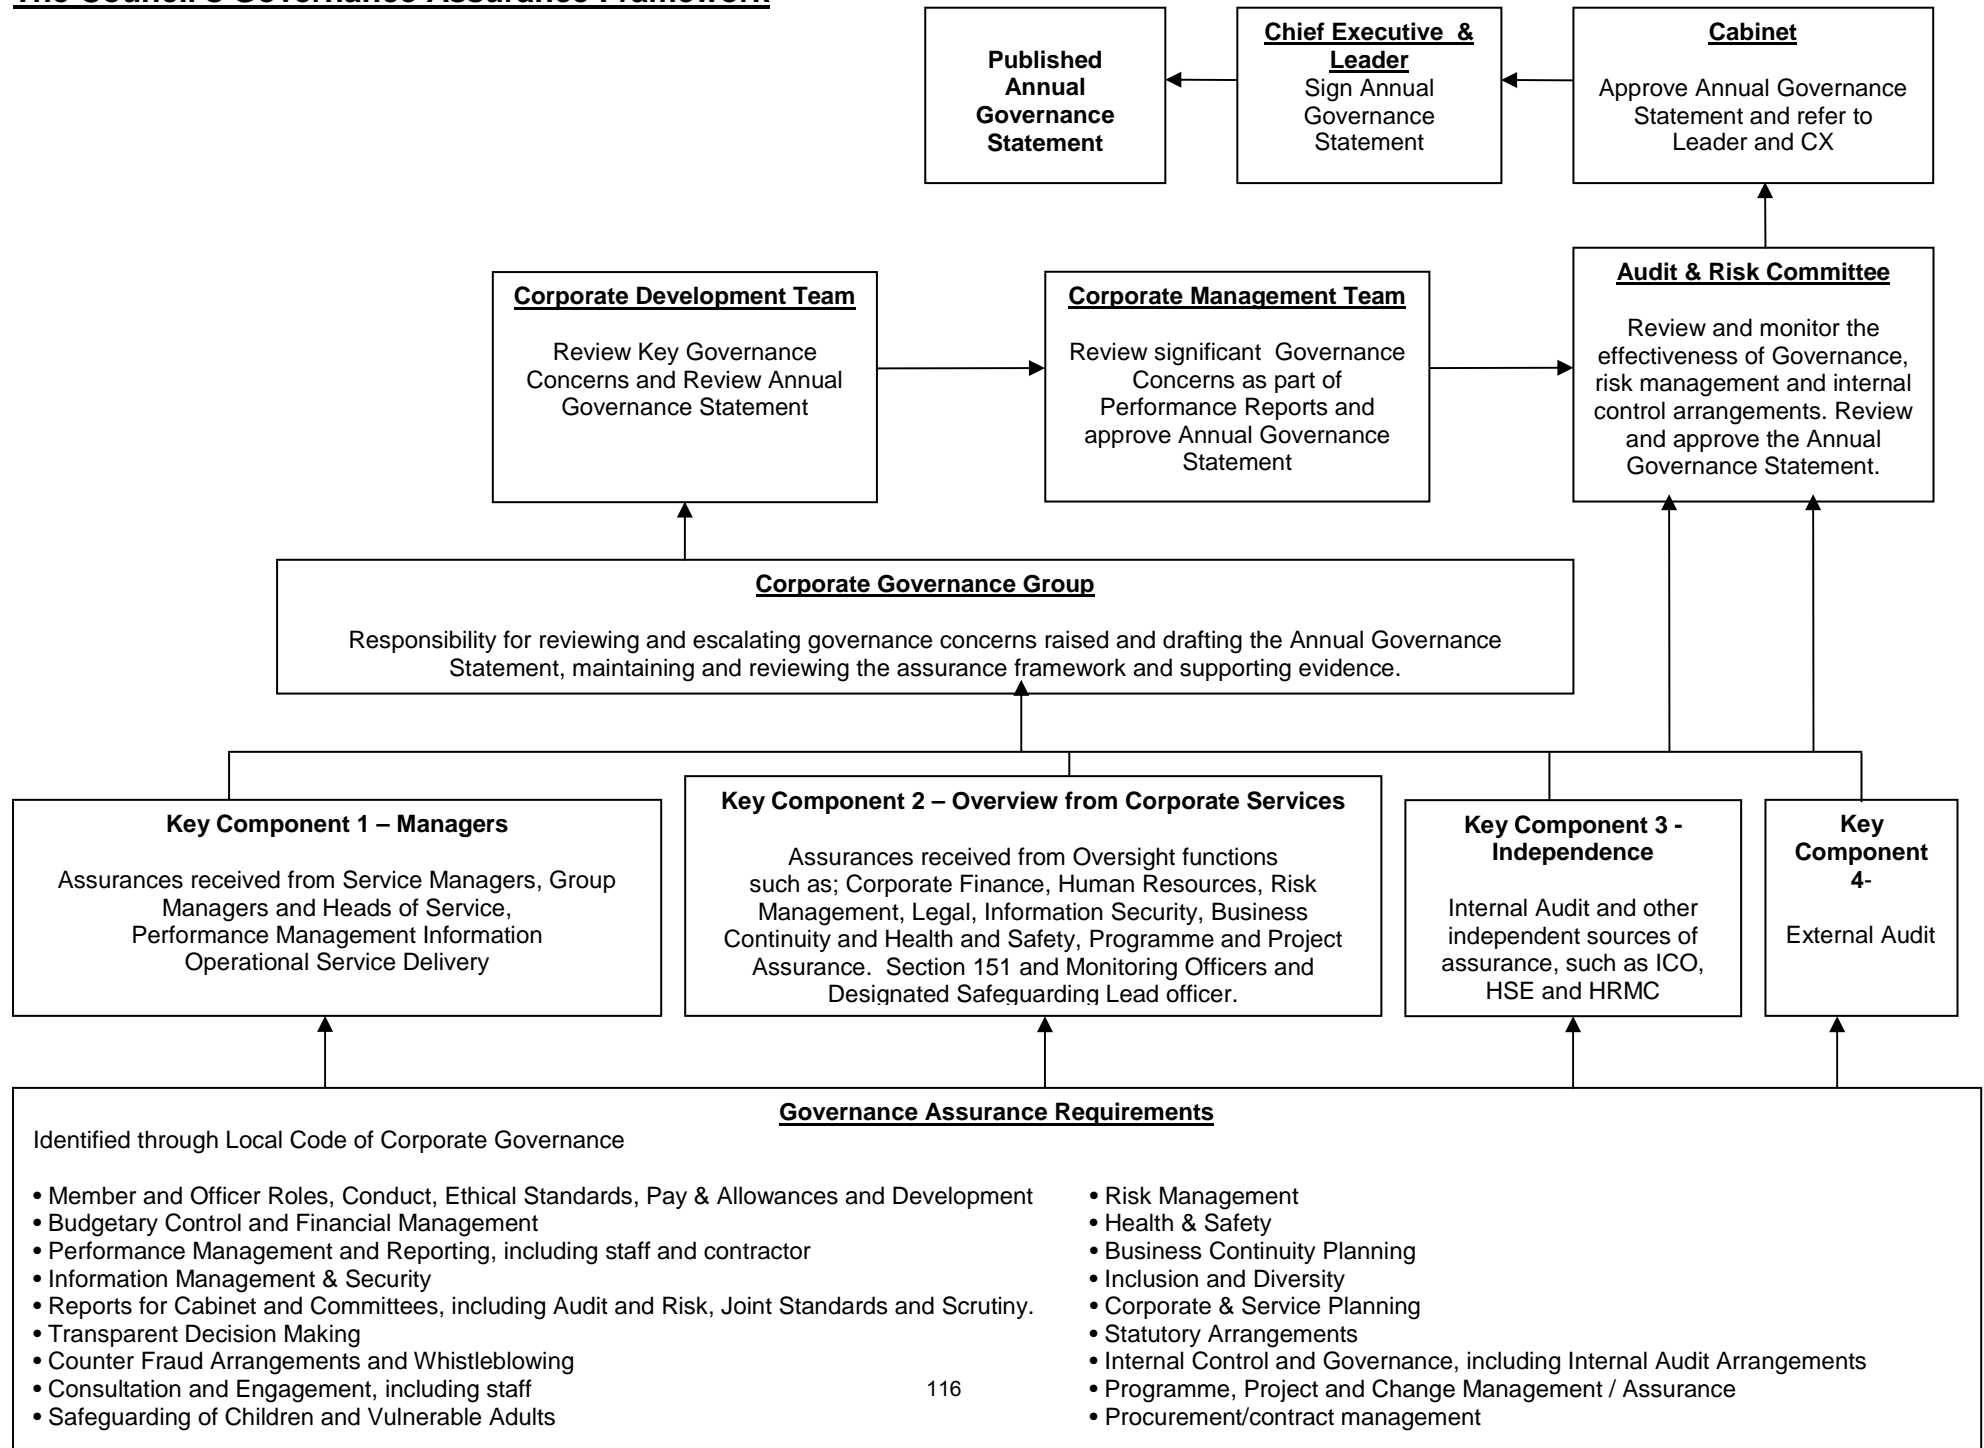 The Council's Governance Assurance Framework
Published
Annual
Governance
Statement
Chief Executive & 
Leader
Sign Annual
Governance
Statement
Cabinet
Approve Annual Governance
Statement and refer to
Leader and CX
Corporate Development Team
Review Key Governance
Concerns and Review Annual
Governance Statement
Corporate Management Team
Review significant Governance
Concerns as part of
Performance Reports and
approve Annual Governance
Statement
Audit & Risk Committee
Review and monitor the
effectiveness of Governance,
risk management and internal
control arrangements. Review
and approve the Annual
Governance Statement.
Corporate Governance Group
Responsibility for reviewing and escalating governance concerns raised and drafting the Annual Governance
Statement, maintaining and reviewing the assurance framework and supporting evidence.
Key Component 1 – Managers
Assurances received from Service Managers, Group
Managers and Heads of Service,
Performance Management Information
Operational Service Delivery
Key Component 2 – Overview from Corporate Services
Assurances received from Oversight functions
such as; Corporate Finance, Human Resources, Risk
Management, Legal, Information Security, Business
Continuity and Health and Safety, Programme and Project
Assurance. Section 151 and Monitoring Officers and
Designated Safeguarding Lead officer.
Key Component 3 -
Independence
Internal Audit and other
independent sources of
assurance, such as ICO,
HSE and HRMC
Key
Component
4-
External Audit
Governance Assurance Requirements
Identified through Local Code of Corporate Governance
• Member and Officer Roles, Conduct, Ethical Standards, Pay & Allowances and Development
• Budgetary Control and Financial Management
• Performance Management and Reporting, including staff and contractor
• Information Management & Security
• Reports for Cabinet and Committees, including Audit and Risk, Joint Standards and Scrutiny.
• Transparent Decision Making
• Counter Fraud Arrangements and Whistleblowing
• Consultation and Engagement, including staff
• Safeguarding of Children and Vulnerable Adults
• Risk Management
• Health & Safety
• Business Continuity Planning
• Inclusion and Diversity
• Corporate & Service Planning
• Statutory Arrangements
• Internal Control and Governance, including Internal Audit Arrangements
• Programme, Project and Change Management / Assurance
• Procurement/contract management
116